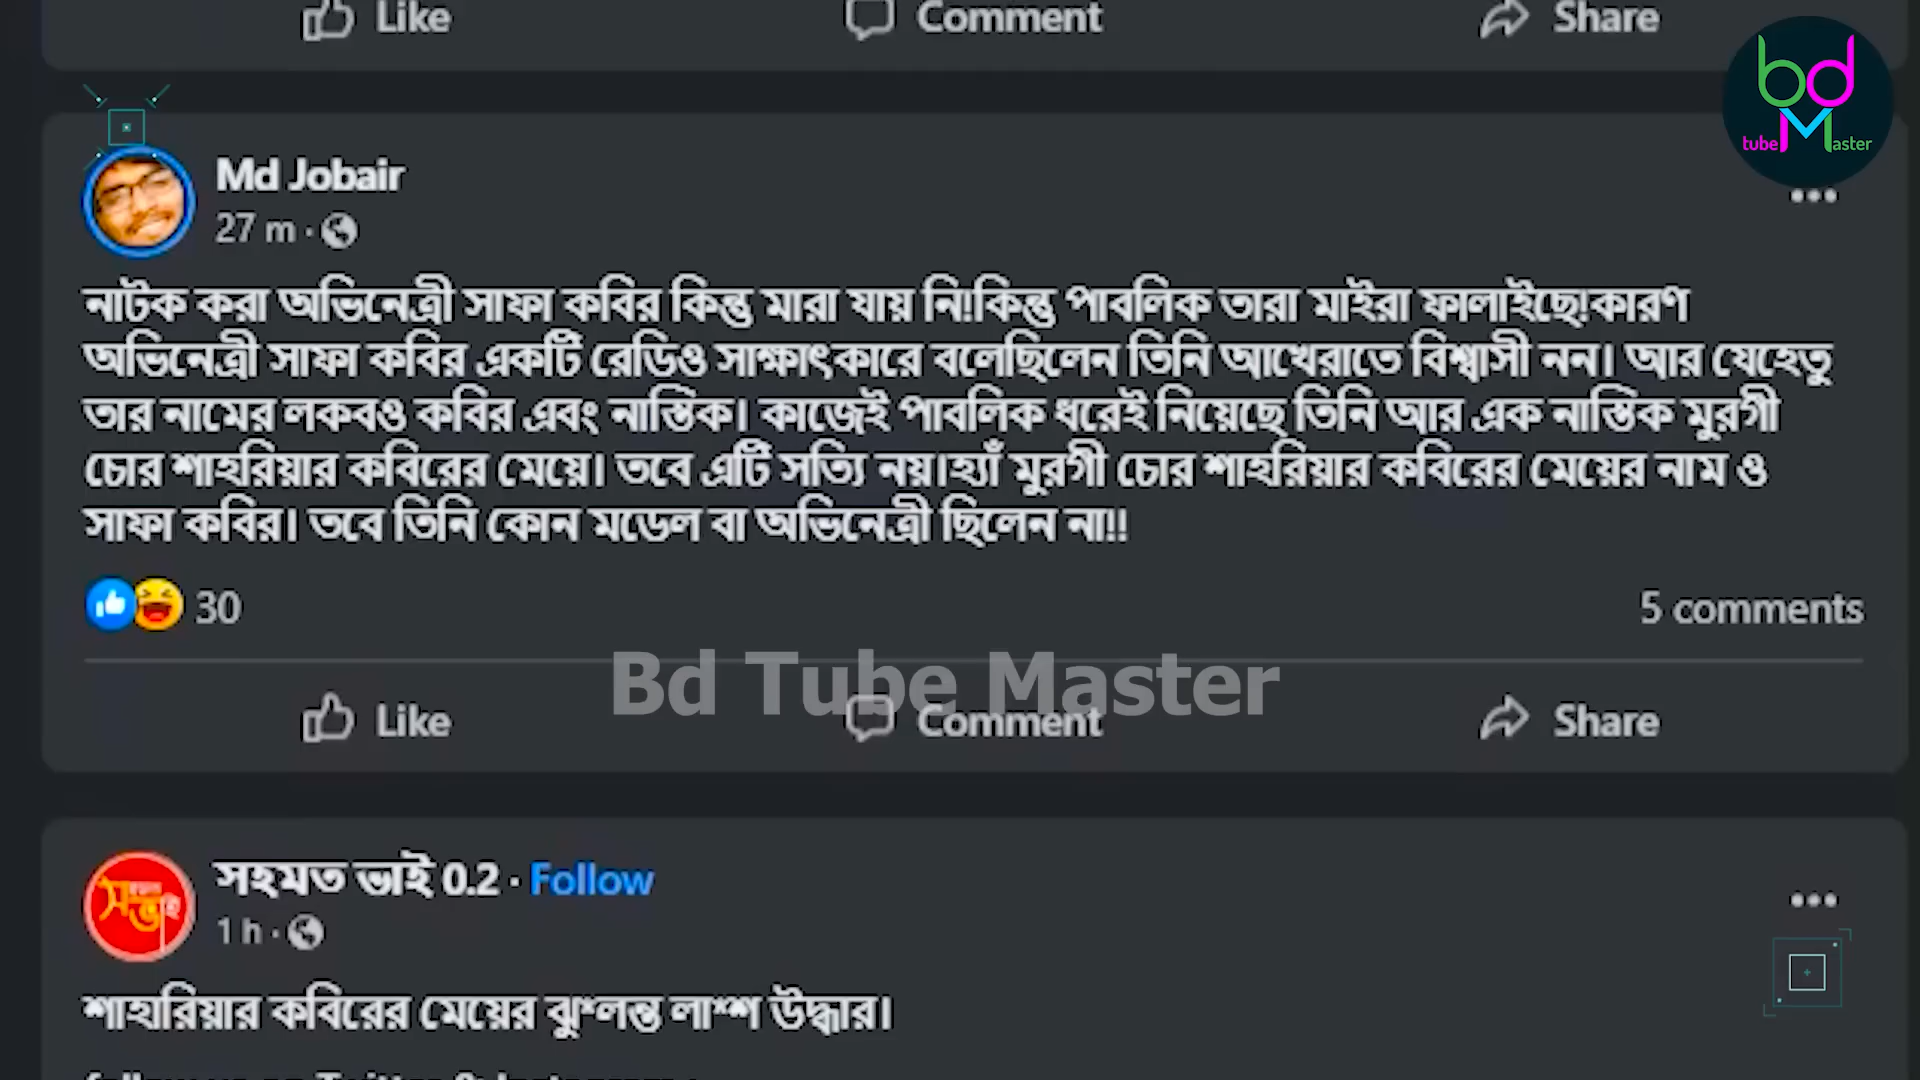 Like Comment Share
bd
tube Master
Md Jobair
27 m ·
নাটক করা অভিনেত্রী সাফা কবির কিন্তু মারা যায় নি!কিন্তু পাবলিক তারা মাইরা ফালাইছে!কারণ
অভিনেত্রী সাফা কবির একটি রেডিও সাক্ষাৎকারে বলেছিলেন তিনি আখেরাতে বিশ্বাসী নন। আর যেহেতু
তার নামের লকবও কবির এবং নাস্তিক। কাজেই পাবলিক ধরেই নিয়েছে তিনি আর এক নাস্তিক মুরগী
চোর শাহরিয়ার কবিরের মেয়ে। তবে এটি সত্যি নয়।হ্যাঁ মুরগী চোর শাহরিয়ার কবিরের মেয়ের নাম ও
সাফা কবির। তবে তিনি কোন মডেল বা অভিনেত্রী ছিলেন না!!
30 5 comments
Bd Tube Master
Like Comment Share
সহমত ভাই 0.2 · Follow
1 h ·
শাহারিয়ার কবিরের মেয়ের ঝু*লন্ত লা*শ উদ্ধার।